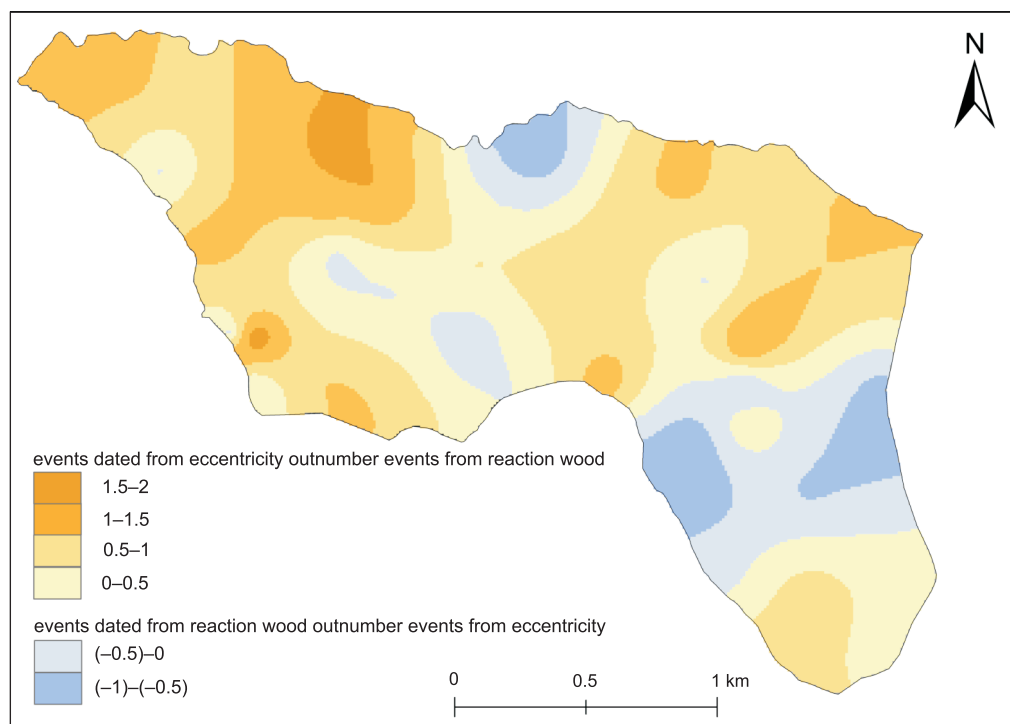 N
events dated from eccentricity outnumber events from reaction wood
1.5–2
1–1.5
0.5–1
0–0.5
events dated from reaction wood outnumber events from eccentricity
(–0.5)–0
(–1)–(–0.5)
0 0.5 1 km